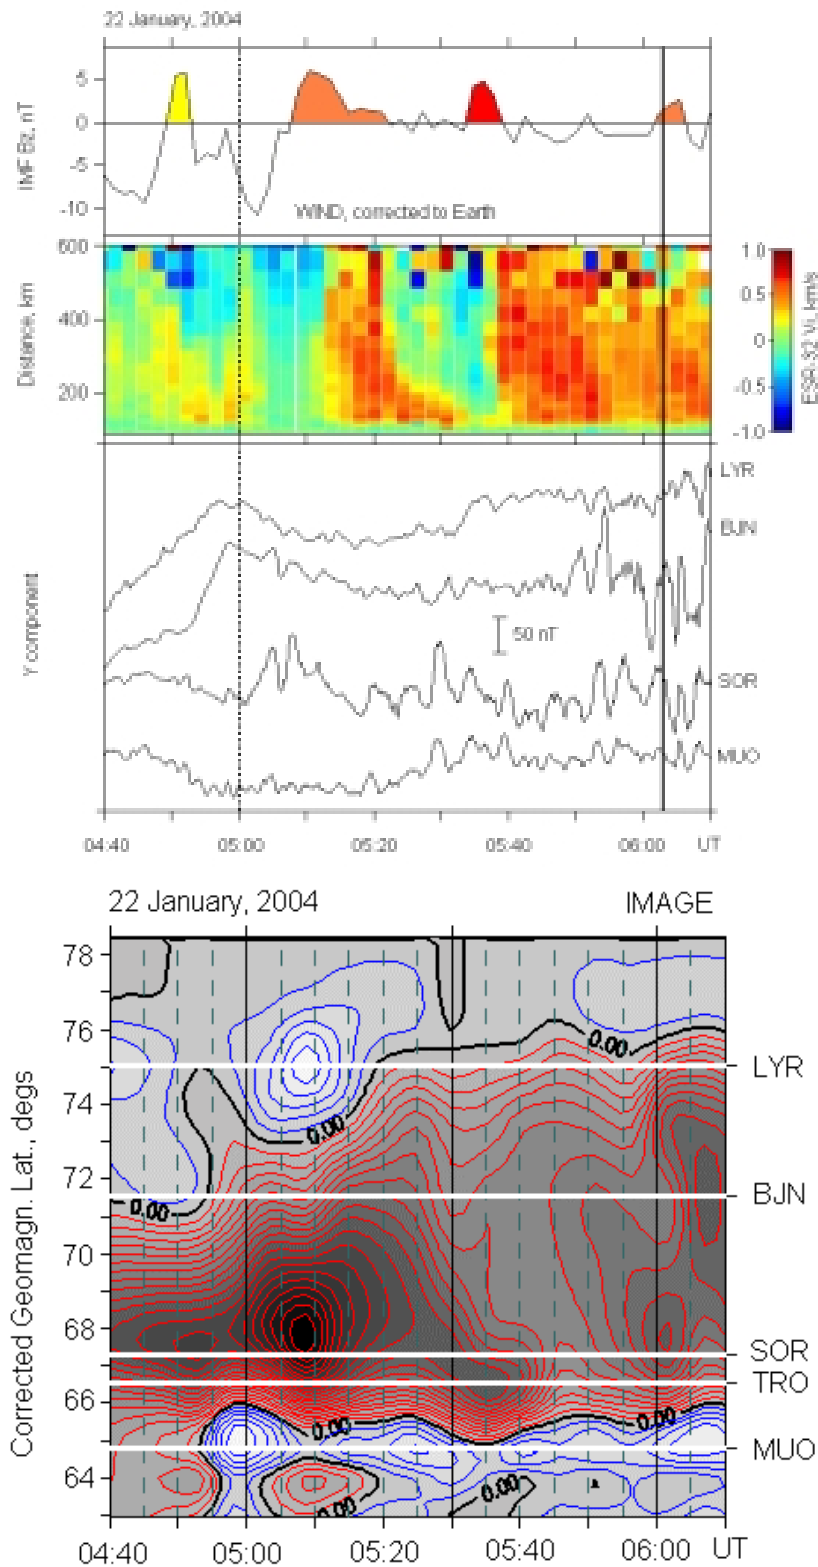 22 January, 2004
IMF Bz, nT
5
0
-5
-10
WIND, corrected to Earth
Distance, km
600
400
200
1.0
0.5
0
-0.5
-1.0
ESR-32 Vi, km/s
Y component
LYR
BJN
50 nT
SOR
MUO
04:40
05:00
05:20
05:40
06:00
UT
22 January, 2004
IMAGE
Corrected Geomagn. Lat., degs
78
76
74
72
70
68
66
64
0.00
0.00
0.00
0.00
0.00
0.00
0.00
LYR
BJN
SOR
TRO
MUO
04:40
05:00
05:20
05:40
06:00
UT